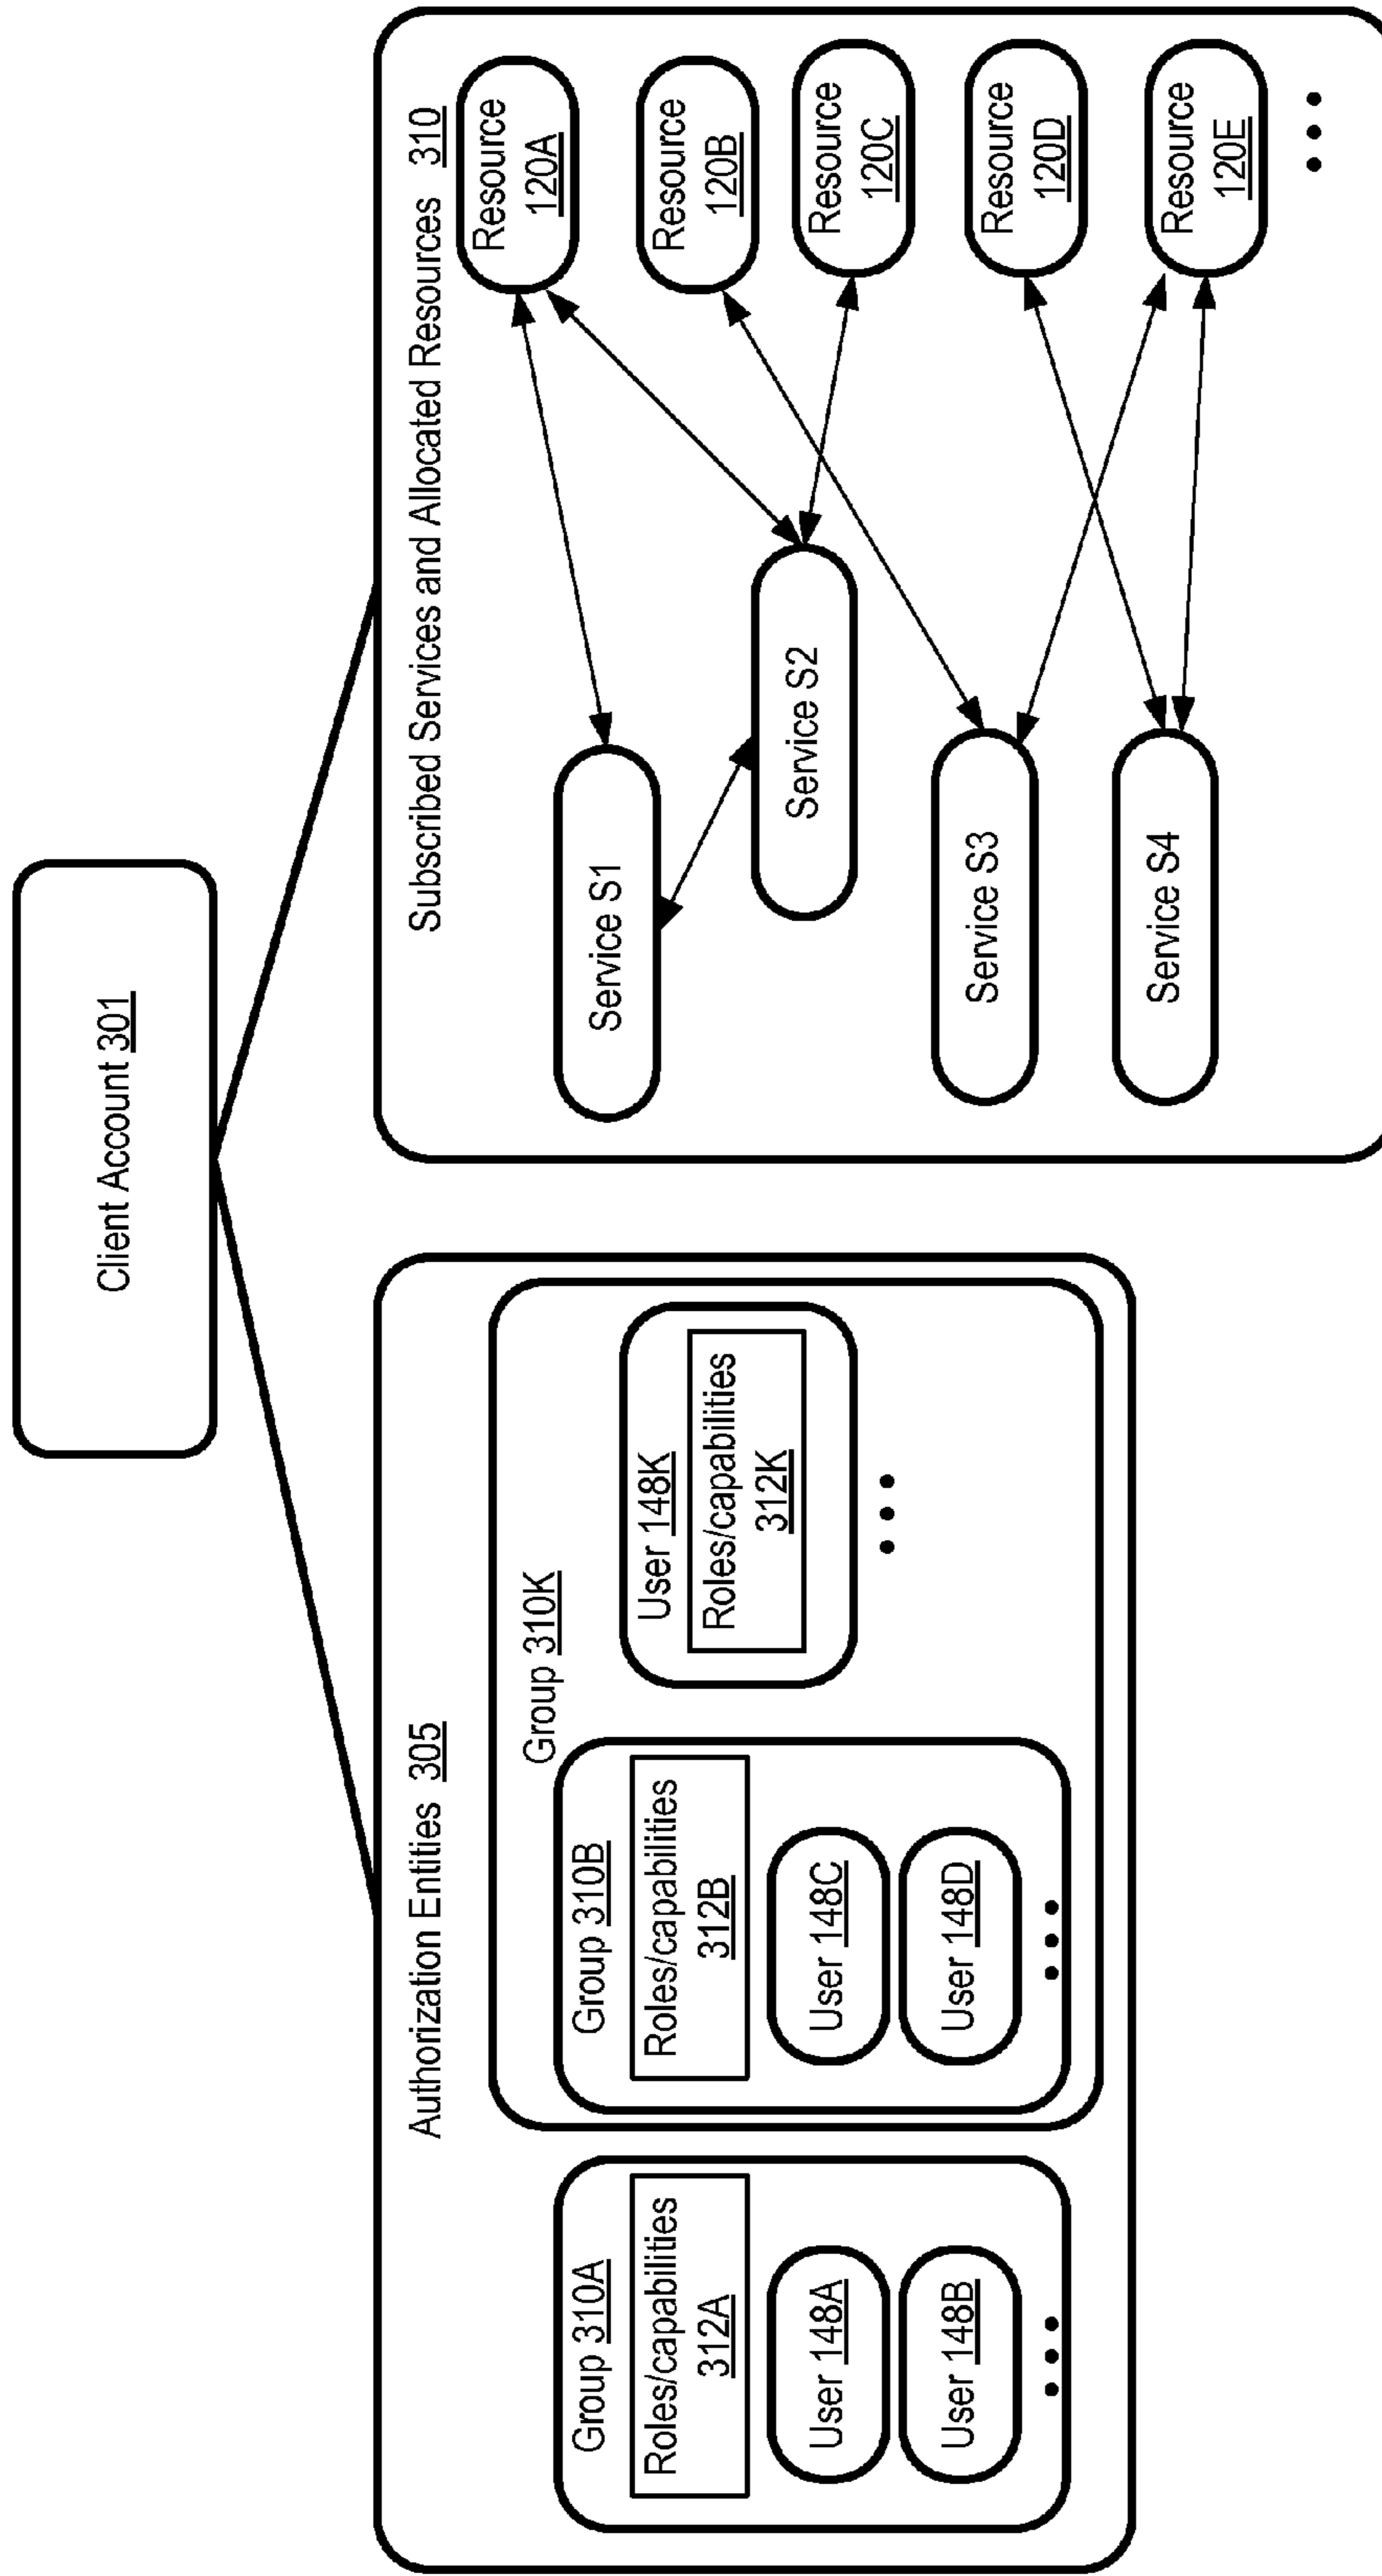 Client Account 301
Authorization Entities 305
Group 310A
Roles/capabilities
312A
User 148A
User 148B
Group 310K
Group 310B
Roles/capabilities
312B
User 148C
User 148D
User 148K
Roles/capabilities
312K
Subscribed Services and Allocated Resources 310
Service S1
Service S2
Service S3
Service S4
Resource
120A
Resource
120B
Resource
120C
Resource
120D
Resource
120E